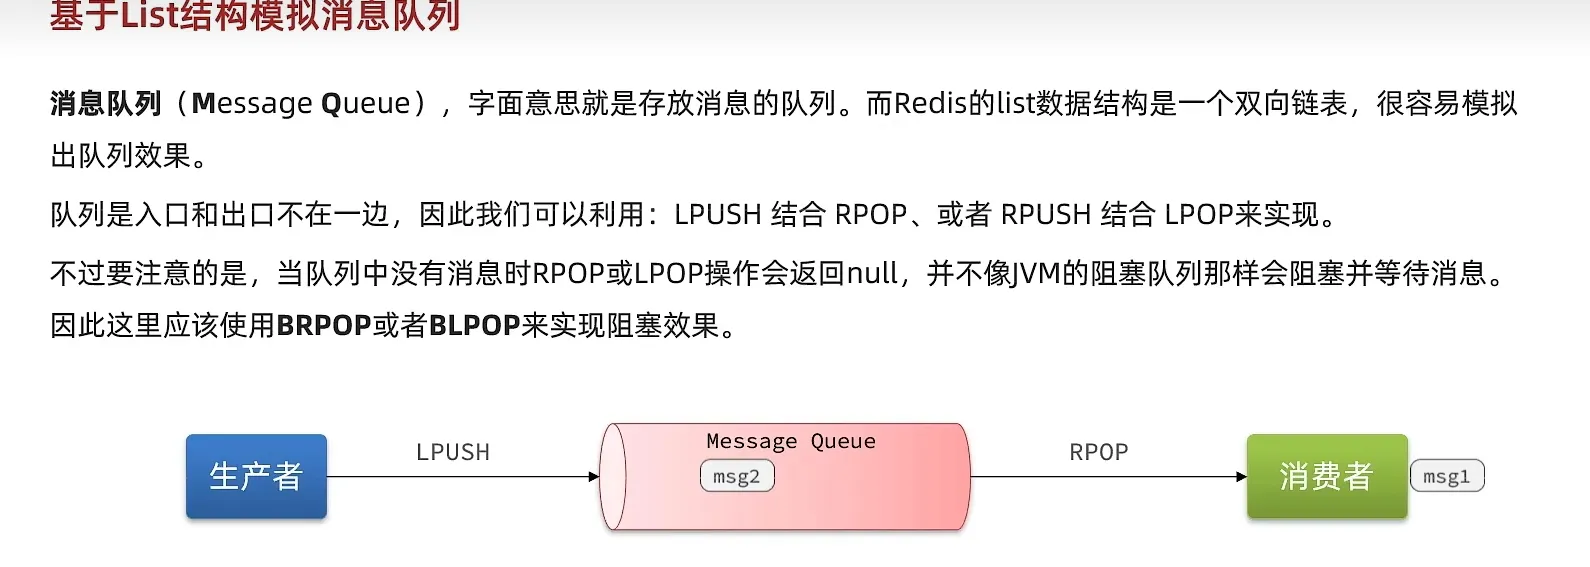 基于List结构模拟消息队列
消息队列（Message Queue），字面意思就是存放消息的队列。而Redis的list数据结构是一个双向链表，很容易模拟
出队列效果。
队列是入口和出口不在一边，因此我们可以利用：LPUSH 结合 RPOP、或者 RPUSH 结合 LPOP来实现。
不过要注意的是，当队列中没有消息时RPOP或LPOP操作会返回null，并不像JVM的阻塞队列那样会阻塞并等待消息。
因此这里应该使用BRPOP或者BLPOP来实现阻塞效果。
生产者
LPUSH
Message Queue
msg2
RPOP
消费者
msg1